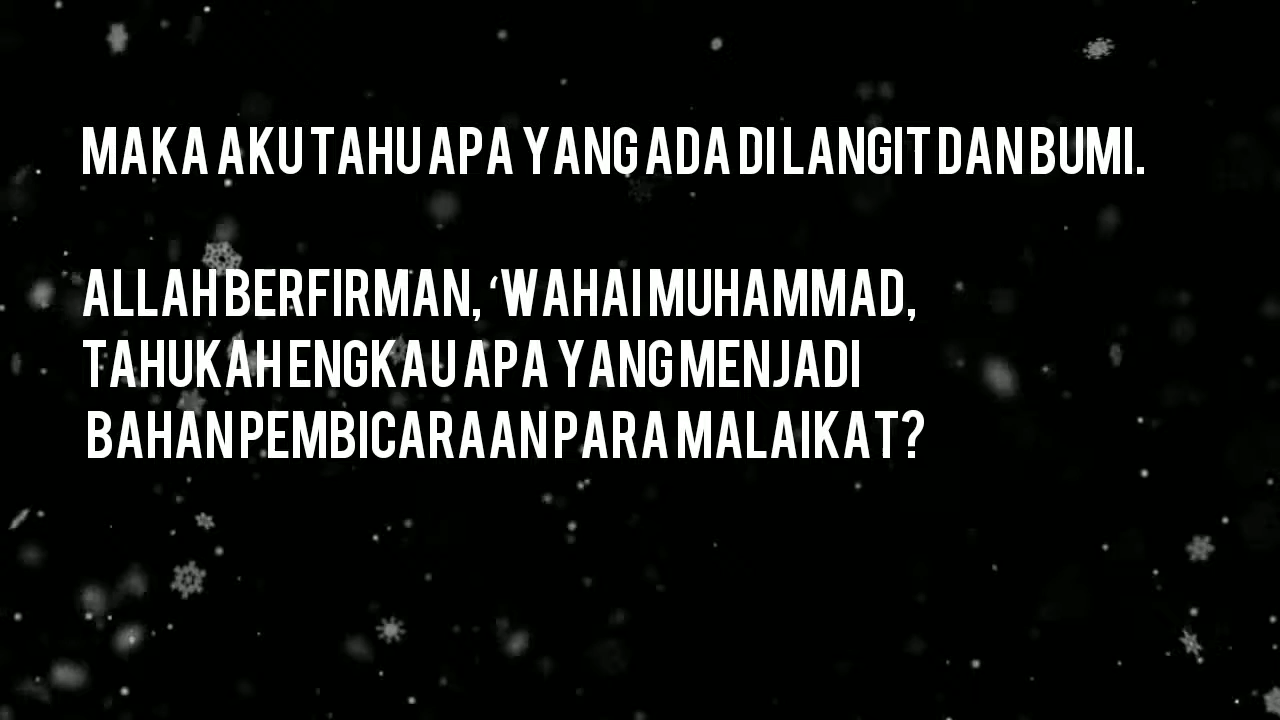 MAKA AKU TAHU APA YANG ADA DI LANGIT DAN BUMI.
ALLAH BERFIRMAN, ‘WAHAI MUHAMMAD,
TAHUKAH ENGKAU APA YANG MENJADI
BAHAN PEMBICARAAN PARA MALAIKAT?